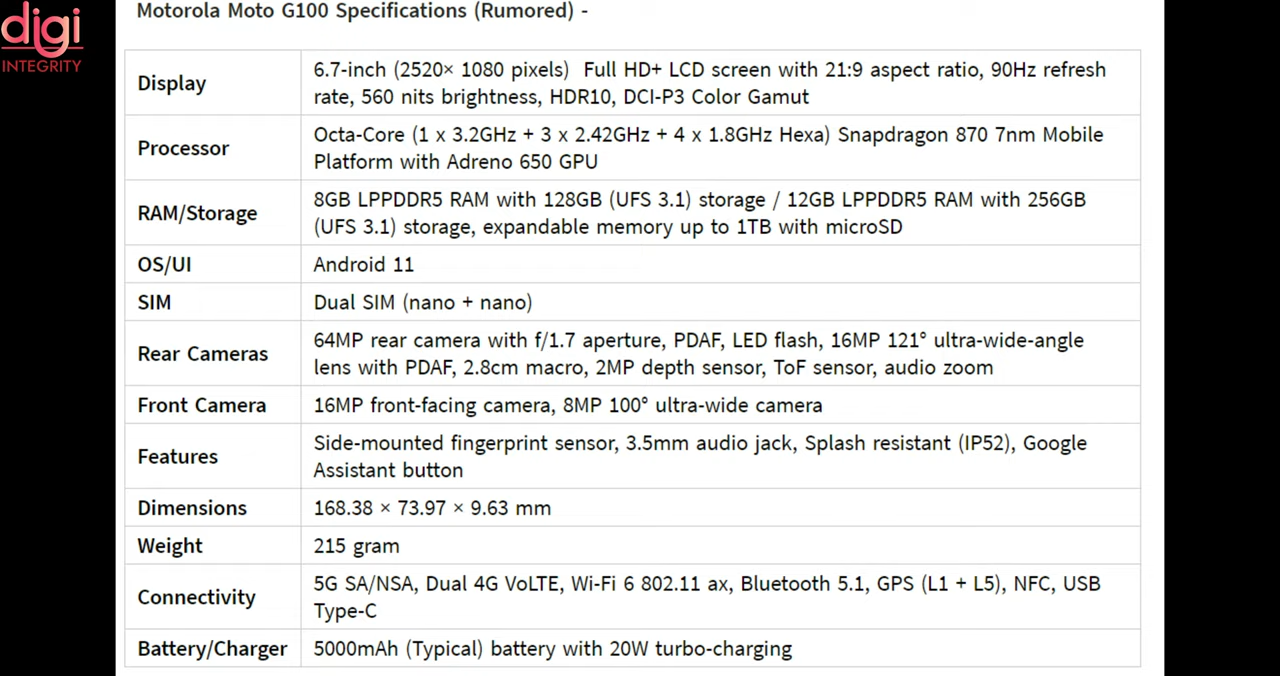 digi
INTEGRITY
Motorola Moto G100 Specifications (Rumored) -
Display
6.7-inch (2520× 1080 pixels)  Full HD+ LCD screen with 21:9 aspect ratio, 90Hz refresh
rate, 560 nits brightness, HDR10, DCI-P3 Color Gamut
Processor
Octa-Core (1 x 3.2GHz + 3 x 2.42GHz + 4 x 1.8GHz Hexa) Snapdragon 870 7nm Mobile
Platform with Adreno 650 GPU
RAM/Storage
8GB LPPDDR5 RAM with 128GB (UFS 3.1) storage / 12GB LPPDDR5 RAM with 256GB
(UFS 3.1) storage, expandable memory up to 1TB with microSD
OS/UI
Android 11
SIM
Dual SIM (nano + nano)
Rear Cameras
64MP rear camera with f/1.7 aperture, PDAF, LED flash, 16MP 121° ultra-wide-angle
lens with PDAF, 2.8cm macro, 2MP depth sensor, ToF sensor, audio zoom
Front Camera
16MP front-facing camera, 8MP 100° ultra-wide camera
Features
Side-mounted fingerprint sensor, 3.5mm audio jack, Splash resistant (IP52), Google
Assistant button
Dimensions
168.38 × 73.97 × 9.63 mm
Weight
215 gram
Connectivity
5G SA/NSA, Dual 4G VoLTE, Wi-Fi 6 802.11 ax, Bluetooth 5.1, GPS (L1 + L5), NFC, USB
Type-C
Battery/Charger
5000mAh (Typical) battery with 20W turbo-charging